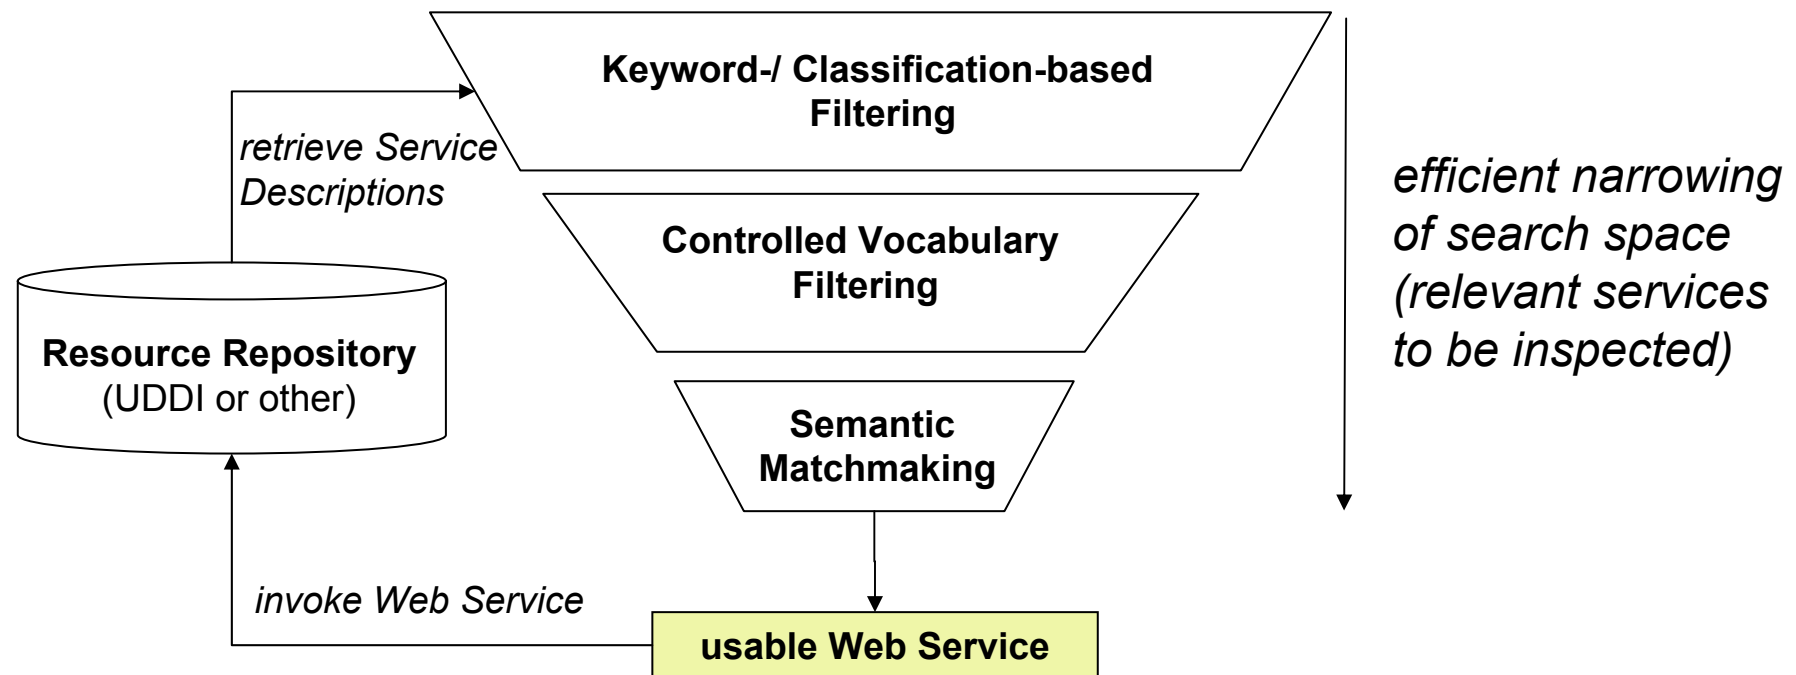 Keyword-/ Classification-based
Filtering
retrieve Service
Descriptions
Controlled Vocabulary
Filtering
efficient narrowing
of search space
(relevant services
to be inspected)
Resource Repository
(UDDI or other)
Semantic
Matchmaking
invoke Web Service
usable Web Service